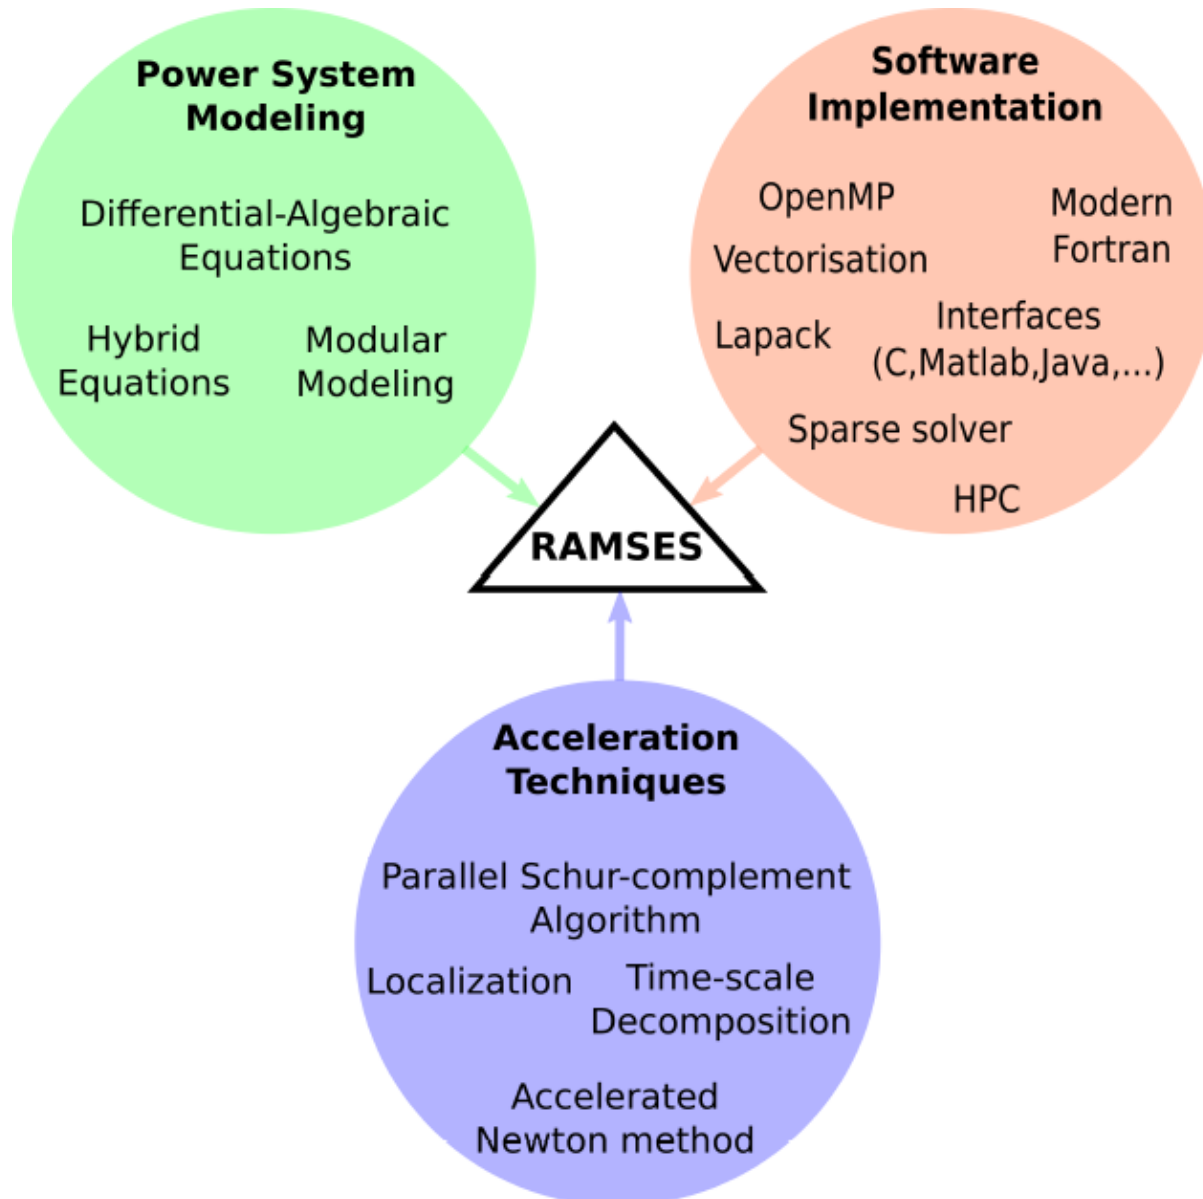 Power System
Modeling
Differential-Algebraic
Equations
Hybrid
Equations
Modular
Modeling
Software
Implementation
OpenMP
Modern
Fortran
Vectorisation
Lapack
Interfaces
(C,Matlab,Java,...)
Sparse solver
HPC
RAMSES
Acceleration
Techniques
Parallel Schur-complement
Algorithm
Localization
Time-scale
Decomposition
Accelerated
Newton method